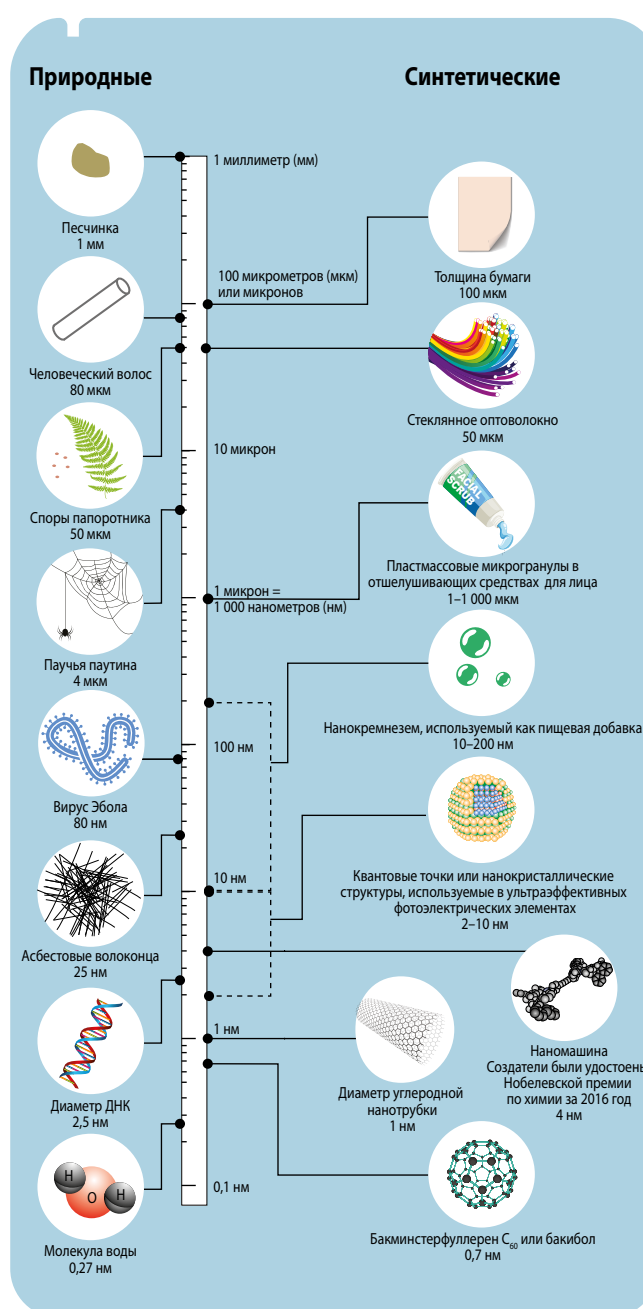 Природные
Синтетические
1 миллиметр (мм)
Песчинка
1 мм
100 микрометров (мкм)
или микронов
Толщина бумаги
100 мкм
Человеческий волос
80 мкм
Стеклянное оптоволокно
50 мкм
10 микрон
Споры папоротника
50 мкм
FACIAL
SCRUB
Пластмассовые микрогранулы в
отшелушивающих средствах для лица
1–1 000 мкм
1 микрон =
1 000 нанометров (нм)
Паучья паутина
4 мкм
Нанокремнезем, используемый как пищевая добавка
10–200 нм
100 нм
Вирус Эбола
80 нм
Квантовые точки или нанокристаллические
структуры, используемые в ультраэффективных
фотоэлектрических элементах
2–10 нм
10 нм
Асбестовые волоконца
25 нм
Наномашина
Создатели были удостоены
Нобелевской премии
по химии за 2016 год
4 нм
1 нм
Диаметр углеродной
нанотрубки
1 нм
Диаметр ДНК
2,5 нм
0,1 нм
H
O
H
Молекула воды
0,27 нм
Бакминстерфуллерен C60 или бакибол
0,7 нм